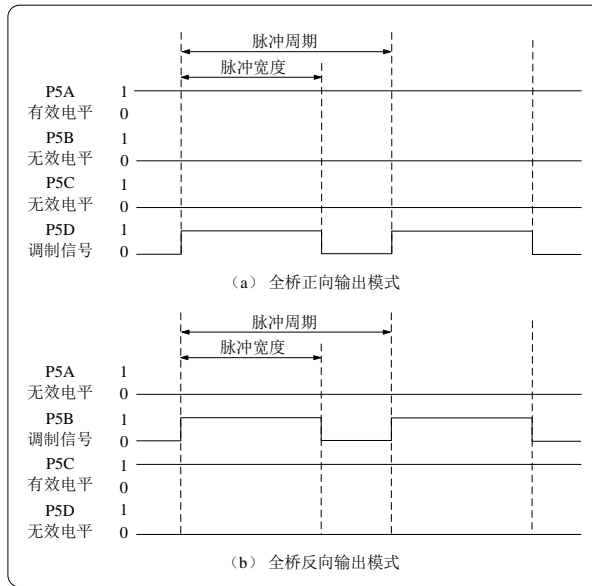 脉冲周期
脉冲宽度
P5A 1
有效电平 0
P5B 1
无效电平 0
P5C 1
无效电平 0
P5D 1
调制信号 0
(a) 全桥正向输出模式
脉冲周期
脉冲宽度
P5A 1
无效电平 0
P5B 1
调制信号 0
P5C 1
有效电平 0
P5D 1
无效电平 0
(b) 全桥反向输出模式